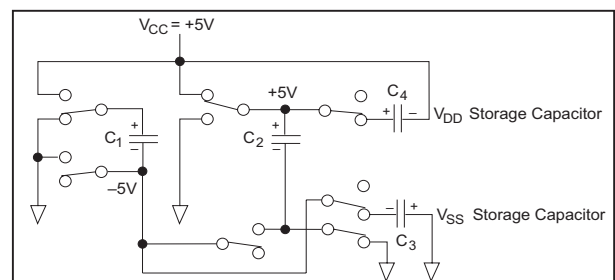 VCC = +5V
+5V
C4
+ −
VDD Storage Capacitor
+
C1
−
+
C2
−
−5V
− +
VSS Storage Capacitor
C3